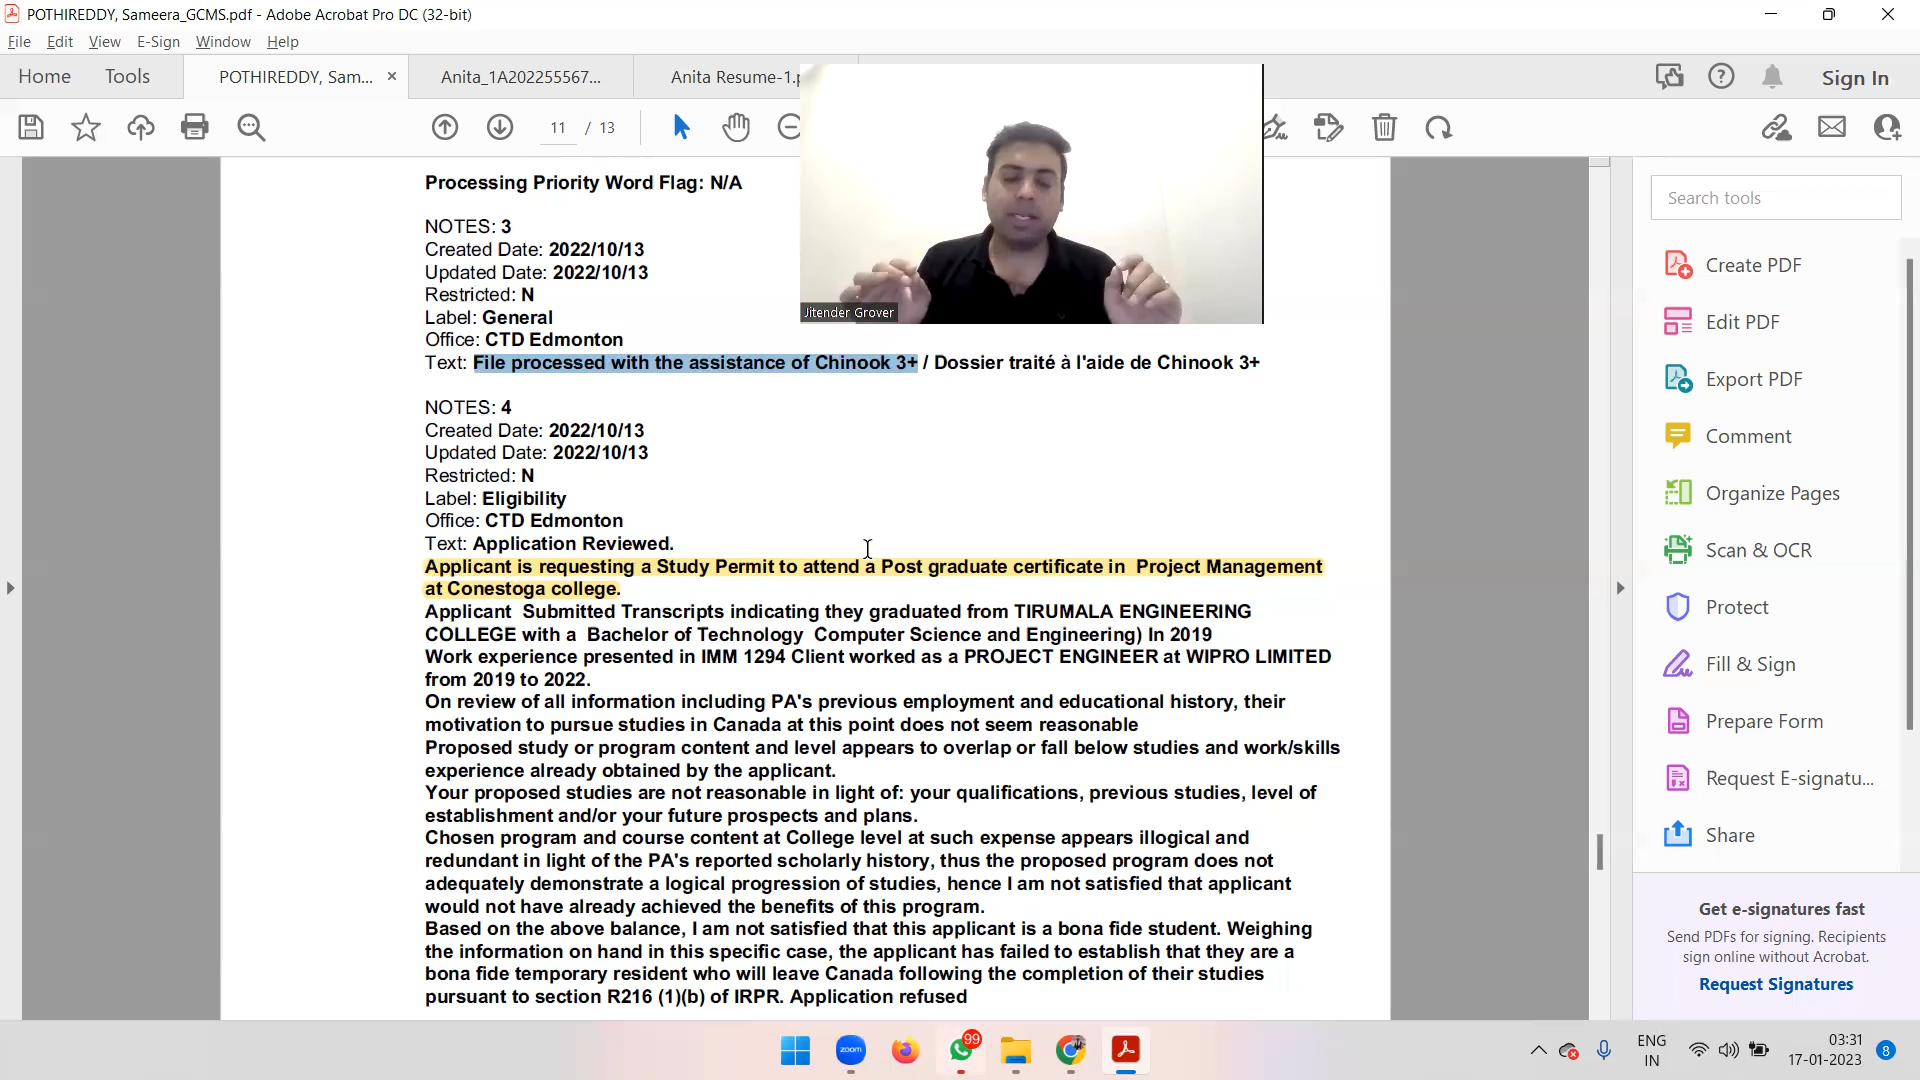 POTHIREDDY, Sameera_GCMS.pdf - Adobe Acrobat Pro DC (32-bit)
File Edit View E-Sign Window Help
Home Tools POTHIREDDY, Sam... × Anita_1A202255567... Anita Resume-1.p
Sign In
11 / 13
Jitender Grover
Processing Priority Word Flag: N/A
NOTES: 3
Created Date: 2022/10/13
Updated Date: 2022/10/13
Restricted: N
Label: General
Office: CTD Edmonton
Text: File processed with the assistance of Chinook 3+ / Dossier traité à l'aide de Chinook 3+
NOTES: 4
Created Date: 2022/10/13
Updated Date: 2022/10/13
Restricted: N
Label: Eligibility
Office: CTD Edmonton
Text: Application Reviewed.
Applicant is requesting a Study Permit to attend a Post graduate certificate in Project Management
at Conestoga college.
Applicant Submitted Transcripts indicating they graduated from TIRUMALA ENGINEERING
COLLEGE with a Bachelor of Technology Computer Science and Engineering) In 2019
Work experience presented in IMM 1294 Client worked as a PROJECT ENGINEER at WIPRO LIMITED
from 2019 to 2022.
On review of all information including PA's previous employment and educational history, their
motivation to pursue studies in Canada at this point does not seem reasonable
Proposed study or program content and level appears to overlap or fall below studies and work/skills
experience already obtained by the applicant.
Your proposed studies are not reasonable in light of: your qualifications, previous studies, level of
establishment and/or your future prospects and plans.
Chosen program and course content at College level at such expense appears illogical and
redundant in light of the PA's reported scholarly history, thus the proposed program does not
adequately demonstrate a logical progression of studies, hence I am not satisfied that applicant
would not have already achieved the benefits of this program.
Based on the above balance, I am not satisfied that this applicant is a bona fide student. Weighing
the information on hand in this specific case, the applicant has failed to establish that they are a
bona fide temporary resident who will leave Canada following the completion of their studies
pursuant to section R216 (1)(b) of IRPR. Application refused
Search tools
Create PDF
Edit PDF
Export PDF
Comment
Organize Pages
Scan & OCR
Protect
Fill & Sign
Prepare Form
Request E-signatu...
Share
Get e-signatures fast
Send PDFs for signing. Recipients
sign online without Acrobat.
Request Signatures
zoom
99
ENG
IN
03:31
17-01-2023
8